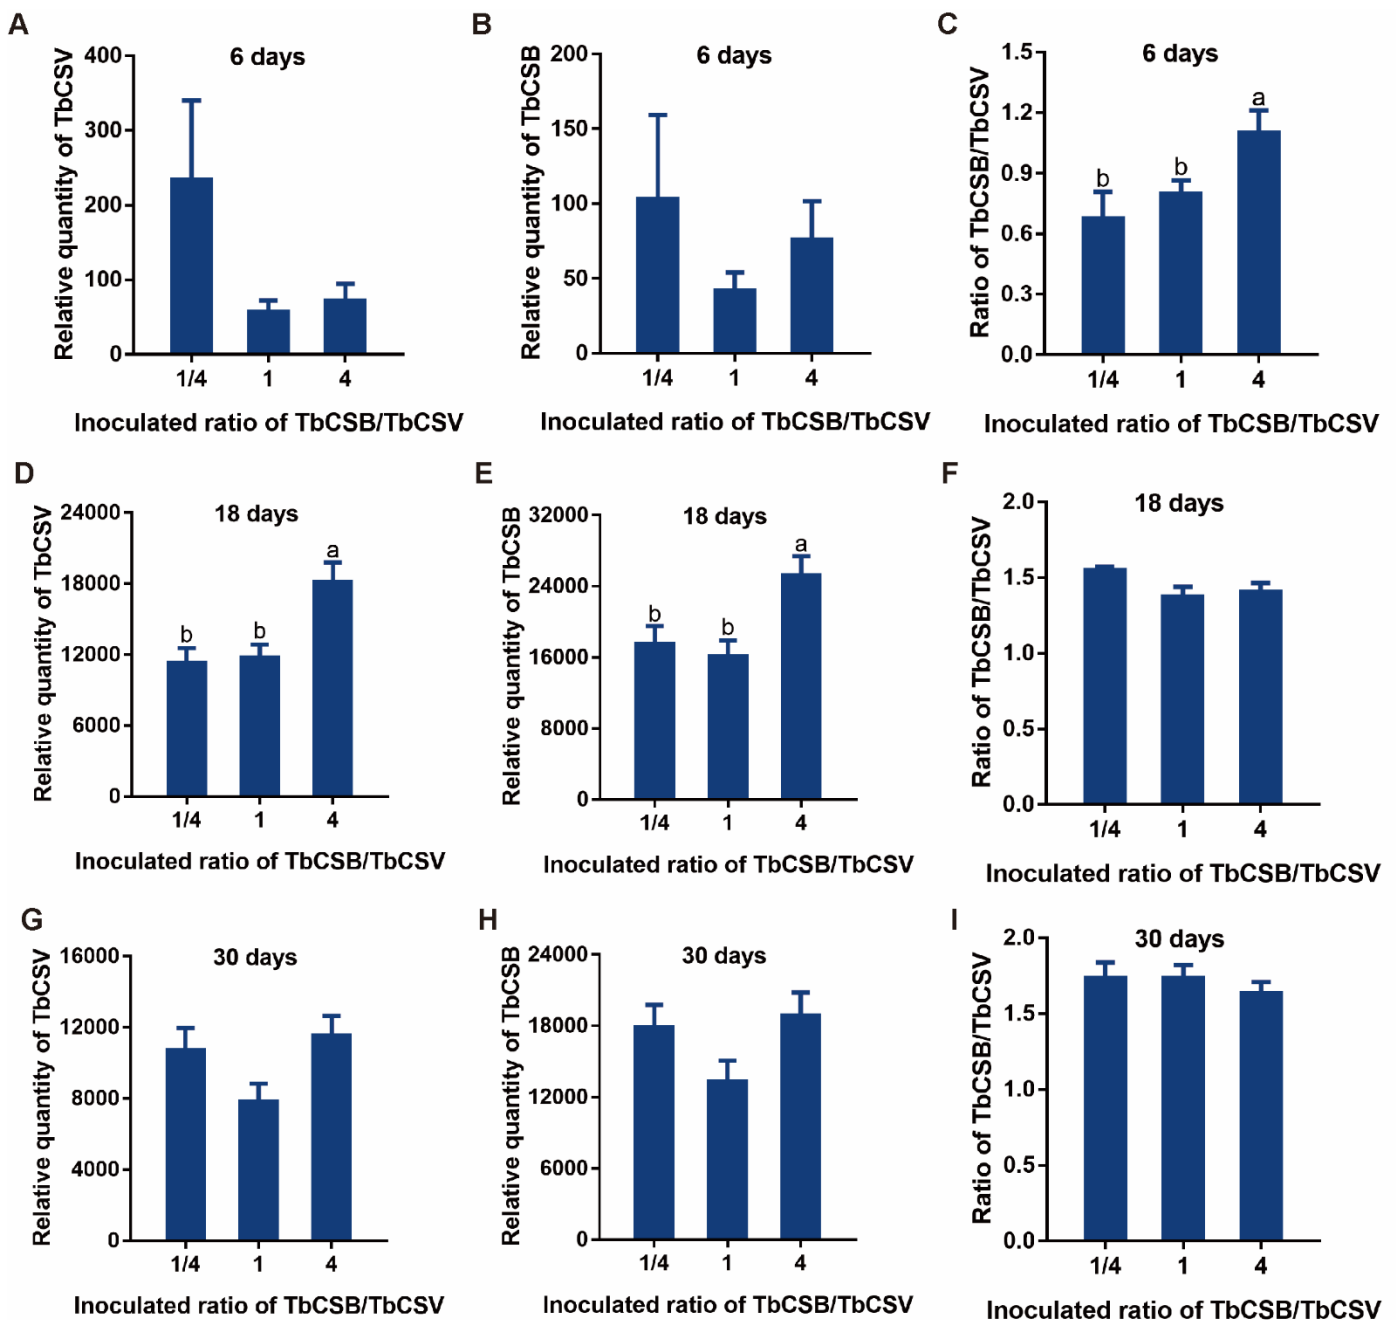 A
6 days
Relative quantity of TbCSV
400
300
200
100
0
1/4 1 4
Inoculated ratio of TbCSB/TbCSV
B
6 days
Relative quantity of TbCSB
200
150
100
50
0
1/4 1 4
Inoculated ratio of TbCSB/TbCSV
C
6 days
Ratio of TbCSB/TbCSV
1.5
1.2
0.9
0.6
0.3
0.0
b b a
1/4 1 4
Inoculated ratio of TbCSB/TbCSV
D
18 days
Relative quantity of TbCSV
24000
18000
12000
6000
0
b b a
1/4 1 4
Inoculated ratio of TbCSB/TbCSV
E
18 days
Relative quantity of TbCSB
32000
24000
16000
8000
0
b b a
1/4 1 4
Inoculated ratio of TbCSB/TbCSV
F
18 days
Ratio of TbCSB/TbCSV
2.0
1.5
1.0
0.5
0.0
1/4 1 4
Inoculated ratio of TbCSB/TbCSV
G
30 days
Relative quantity of TbCSV
16000
12000
8000
4000
0
1/4 1 4
Inoculated ratio of TbCSB/TbCSV
H
30 days
Relative quantity of TbCSB
24000
18000
12000
6000
0
1/4 1 4
Inoculated ratio of TbCSB/TbCSV
I
30 days
Ratio of TbCSB/TbCSV
2.0
1.5
1.0
0.5
0.0
1/4 1 4
Inoculated ratio of TbCSB/TbCSV